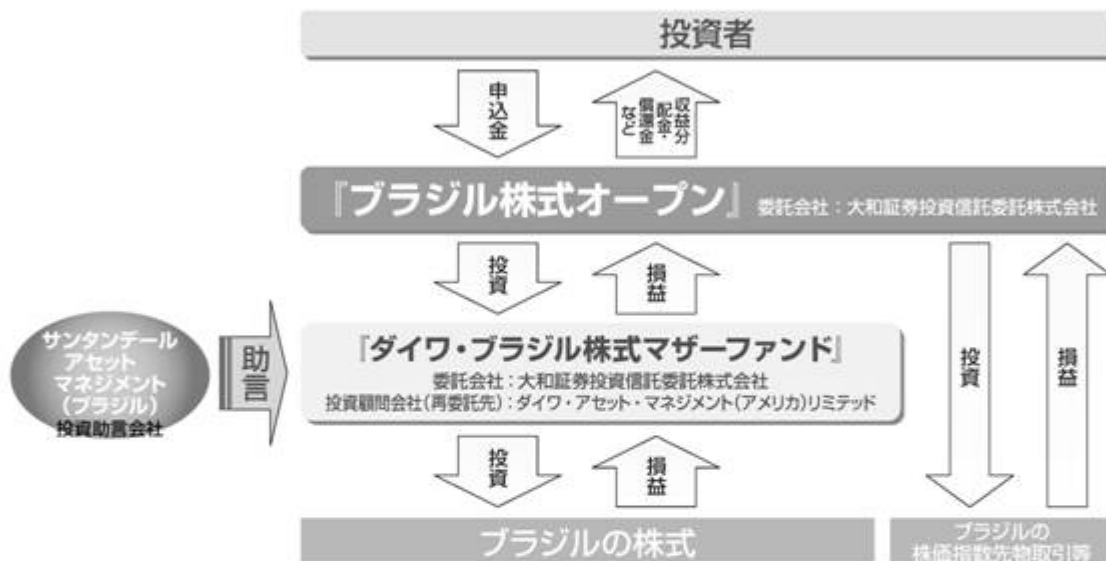 投資者
申込金
収益分
配金・
償還金
など
『ブラジル株式オープン』 委託会社：大和証券投資信託委託株式会社
投資
損益
サンタンデール
アセット
マネジメント
(ブラジル)
投資助言会社
助言
『ダイワ・ブラジル株式マザーファンド』
委託会社：大和証券投資信託委託株式会社
投資顧問会社(再委託先)：ダイワ・アセット・マネジメント(アメリカ)リミテッド
投資
損益
投資
損益
ブラジルの株式
ブラジルの
株価指数先物取引等